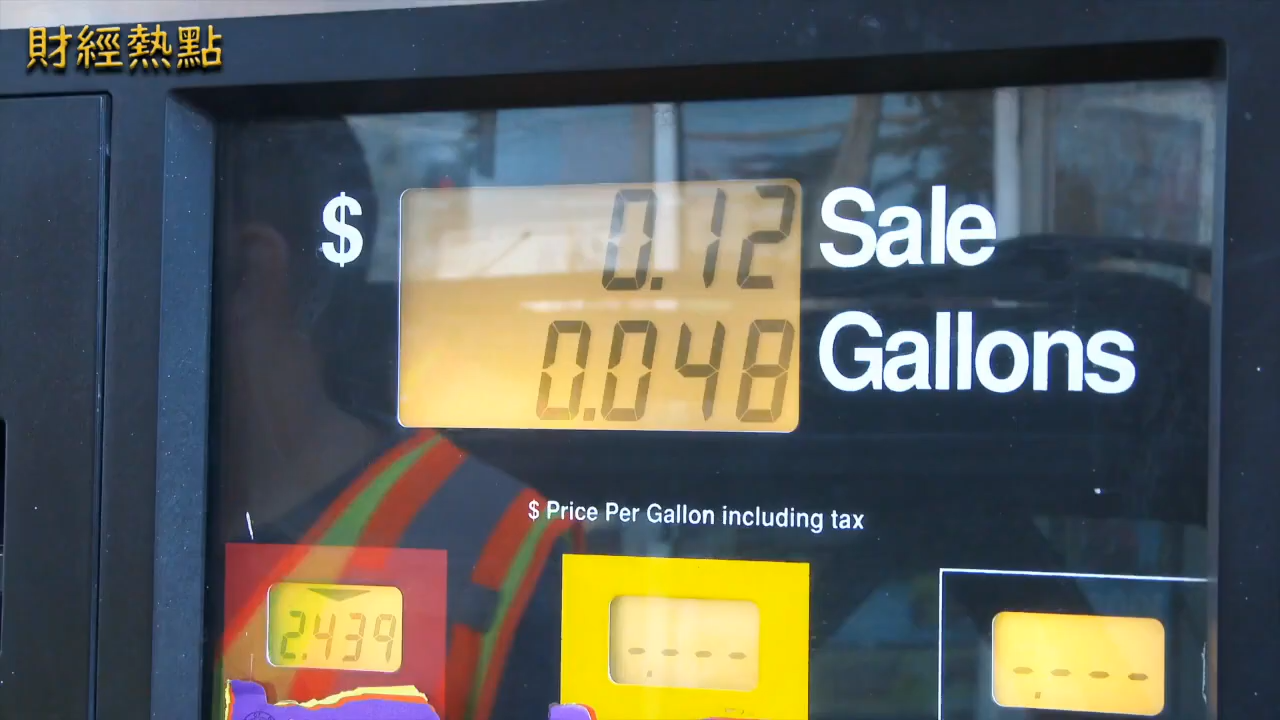 財經熱點
$ 0.12 Sale
0.048 Gallons
$ Price Per Gallon including tax
2.439 -.--- -.---